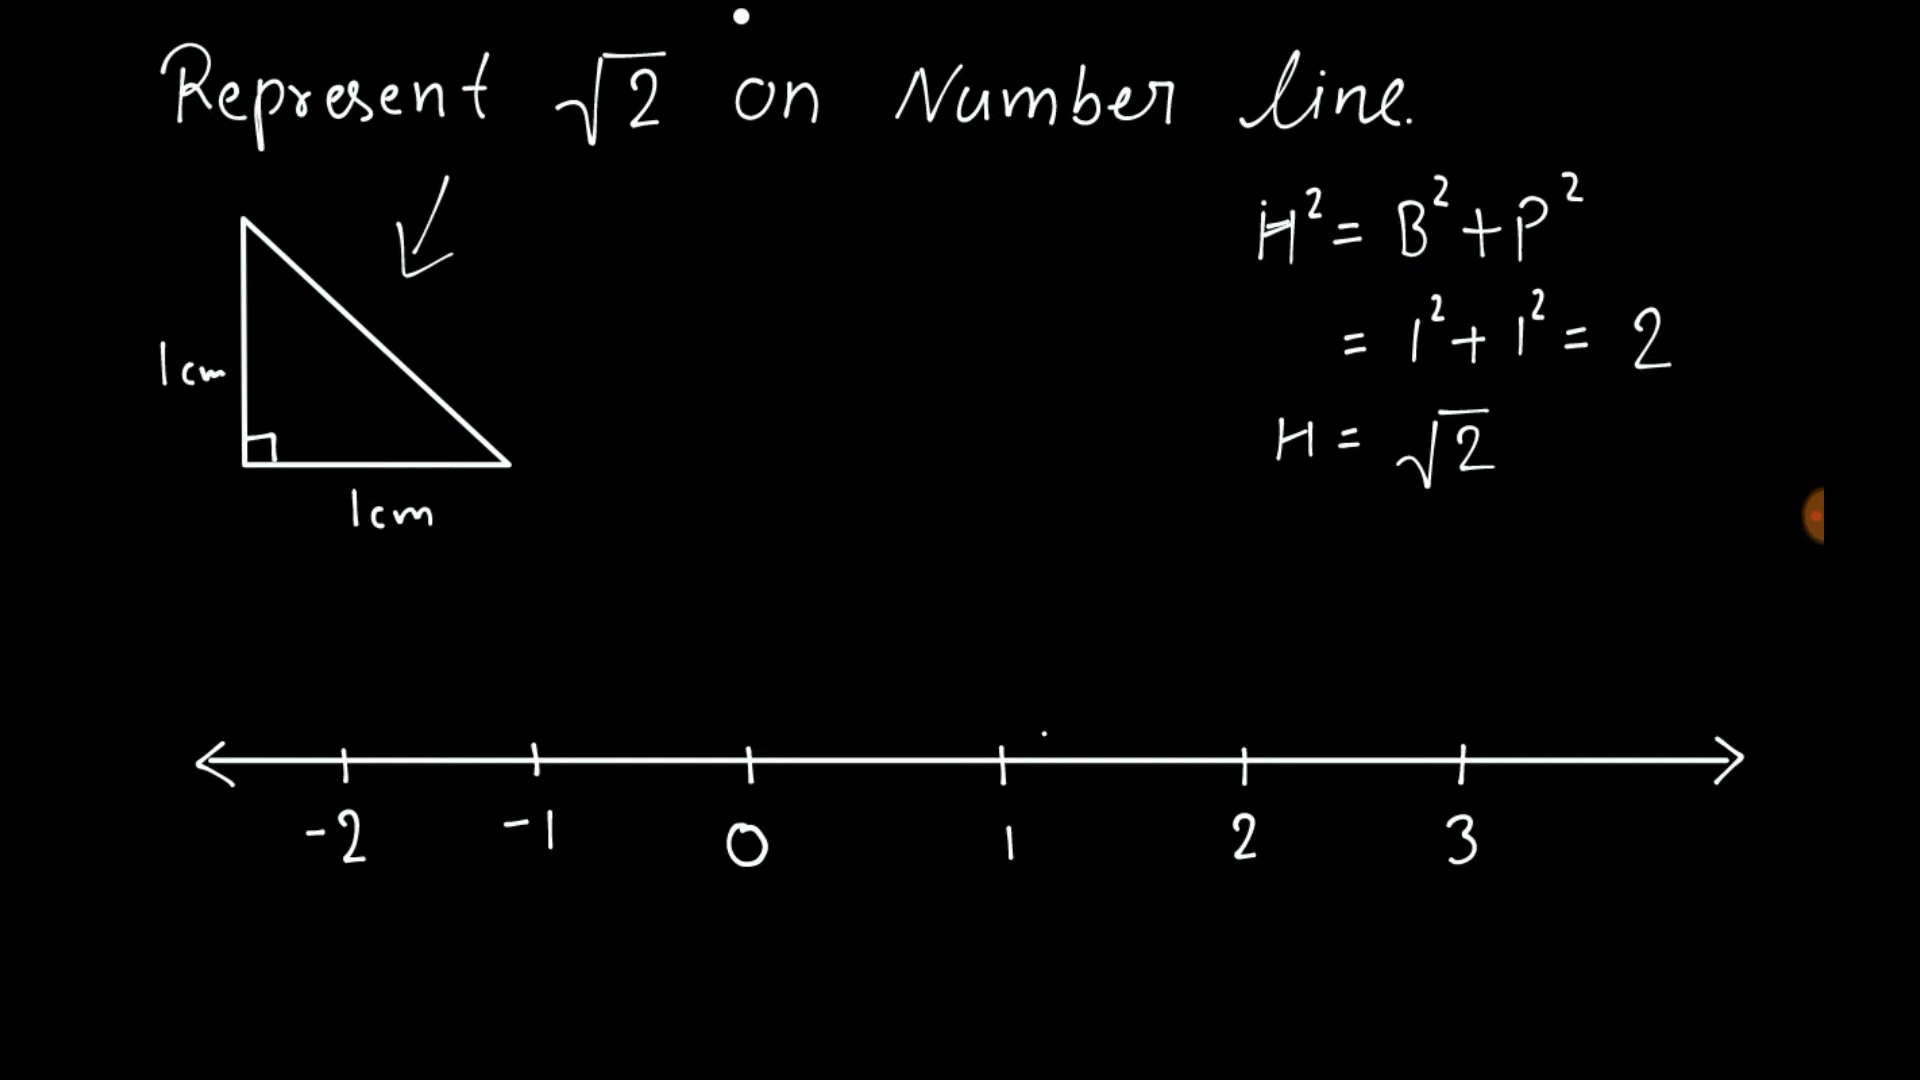 Represent √2 on Number line.
H² = B² + P²
= 1² + 1² = 2
H = √2
1cm
1cm
-2 -1 0 1 2 3